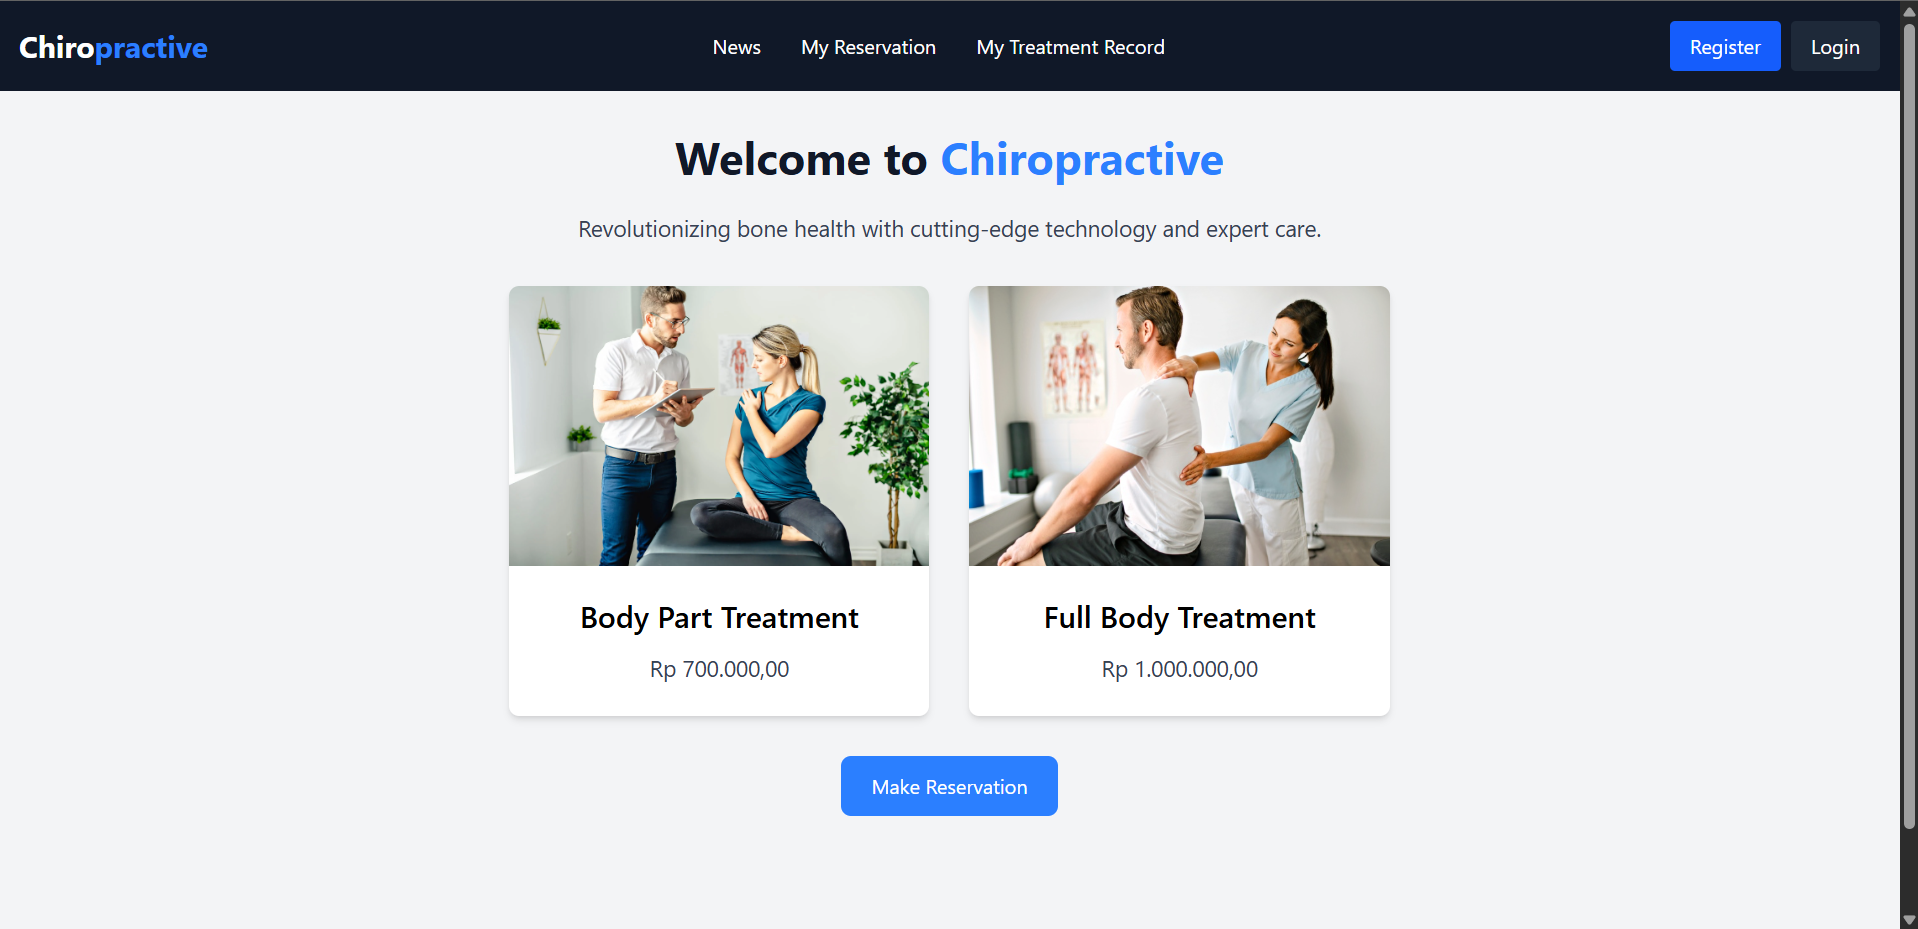 Chiropractive
News
My Reservation
My Treatment Record
Register
Login
Welcome to Chiropractive
Revolutionizing bone health with cutting-edge technology and expert care.
Body Part Treatment
Rp 700.000,00
Full Body Treatment
Rp 1.000.000,00
Make Reservation